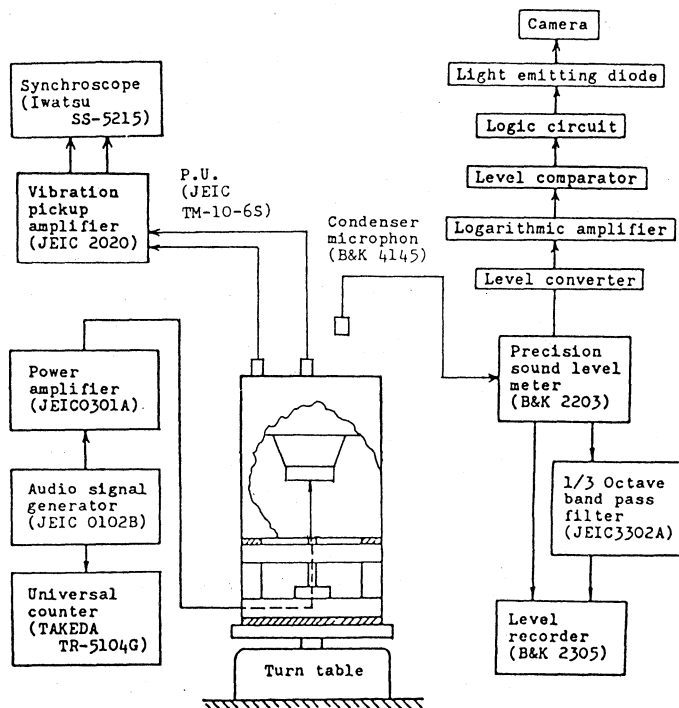 Camera
Light emitting diode
Logic circuit
Level comparator
Logarithmic amplifier
Level converter
Synchroscope
(Iwatsu
SS-5215)
Vibration
pickup
amplifier
(JEIC 2020)
P.U.
(JEIC
TM-10-6S)
Condenser
microphon
(B&K 4145)
Precision
sound level
meter
(B&K 2203)
Power
amplifier
(JEIC0301A)
Audio signal
generator
(JEIC 0102B)
Universal
counter
(TAKEDA
TR-5104G)
1/3 Octave
band pass
filter
(JEIC3302A)
Level
recorder
(B&K 2305)
Turn table